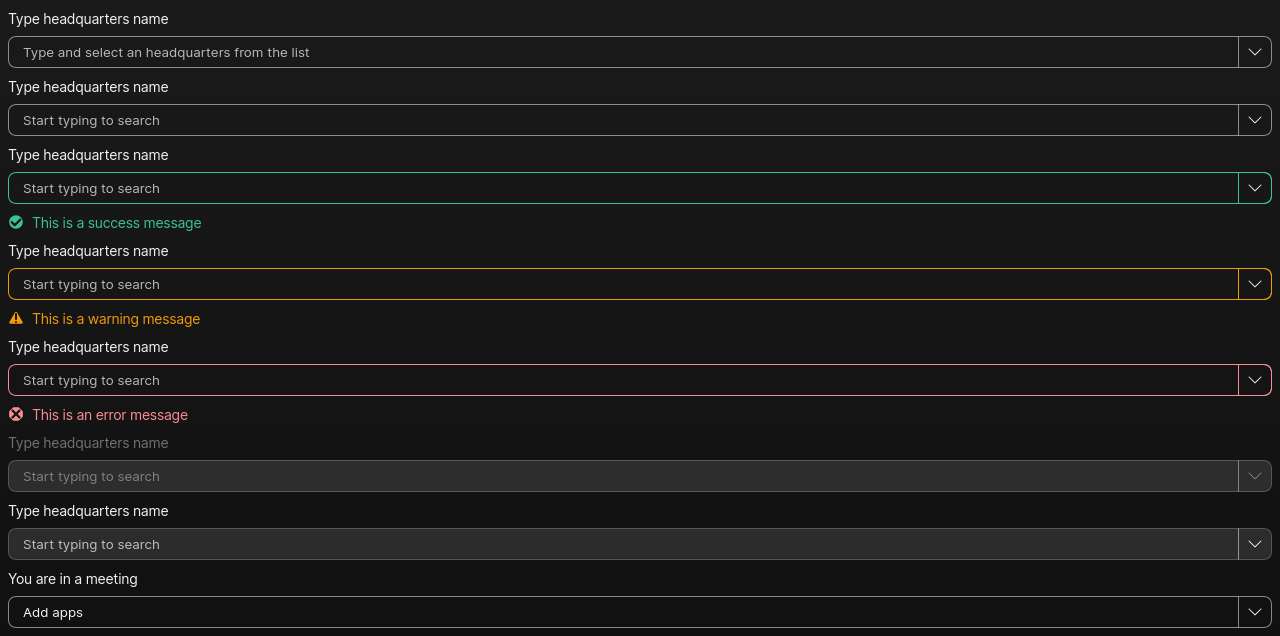 Type headquarters name
Type and select an headquarters from the list
Type headquarters name
Start typing to search
Type headquarters name
Start typing to search
This is a success message
Type headquarters name
Start typing to search
This is a warning message
Type headquarters name
Start typing to search
This is an error message
Type headquarters name
Start typing to search
Type headquarters name
Start typing to search
You are in a meeting
Add apps